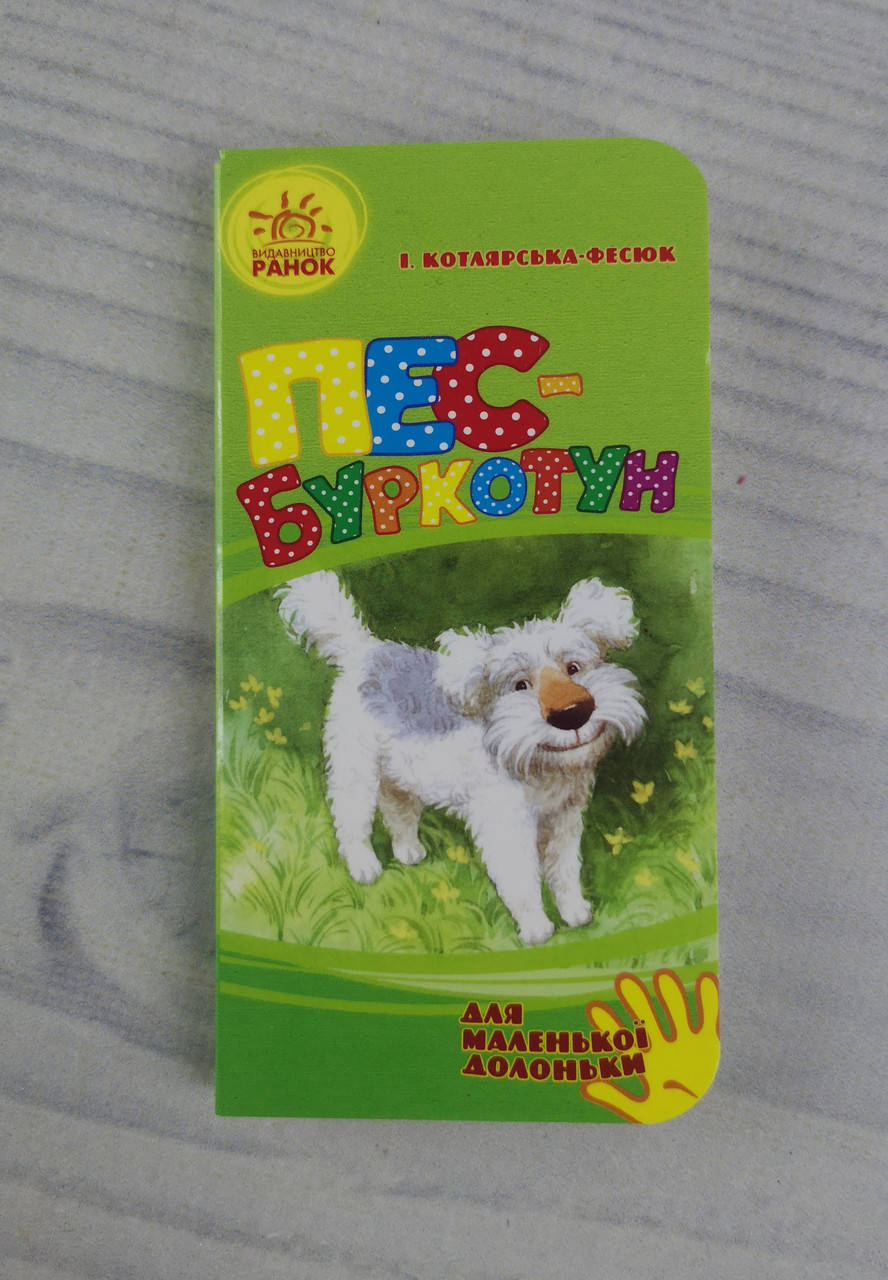 ВИДАВНИЦТВО
РАНОК
І. КОТЛЯРСЬКА-ФЕСЮК
ПЕС-
БУРКОТУН
ДЛЯ
МАЛЕНЬКОЇ
ДОЛОНЬКИ